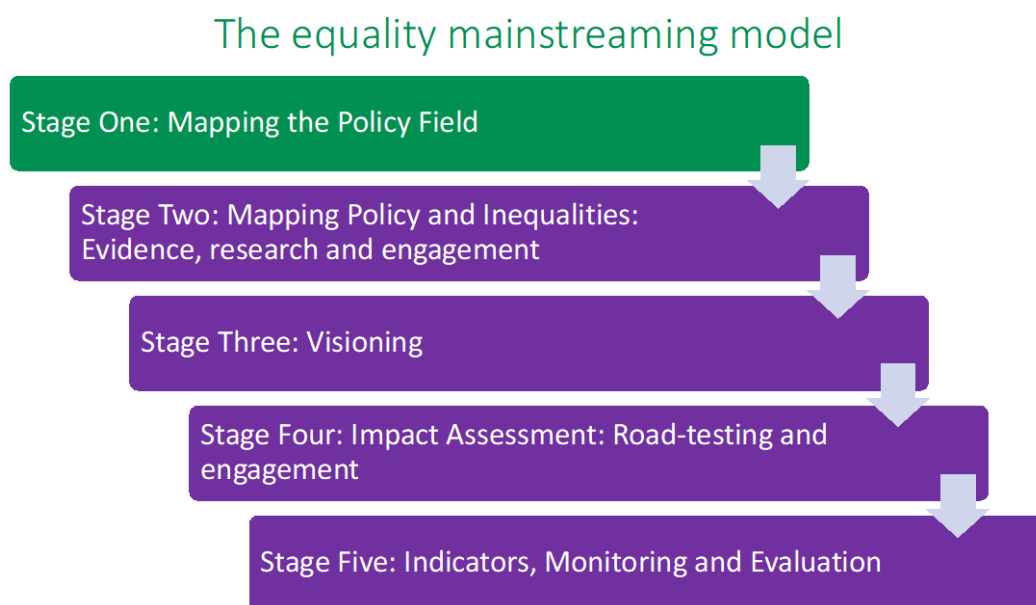 The equality mainstreaming model
Stage One: Mapping the Policy Field
Stage Two: Mapping Policy and Inequalities:
Evidence, research and engagement
Stage Three: Visioning
Stage Four: Impact Assessment: Road-testing and
engagement
Stage Five: Indicators, Monitoring and Evaluation